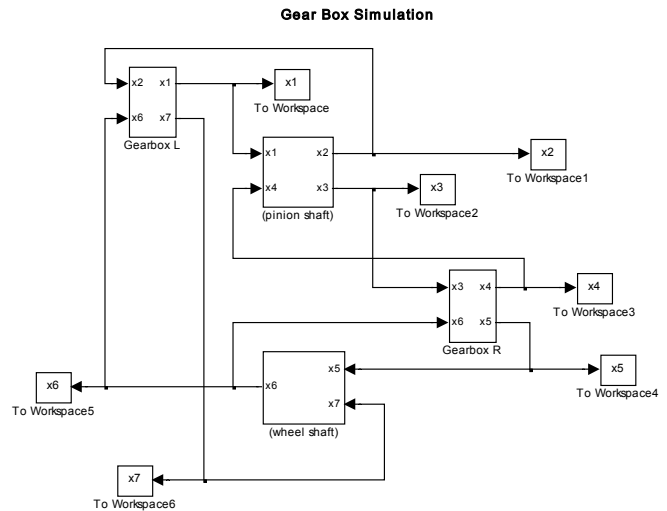 Gear Box Simulation
x2 x1
x6 x7
Gearbox L
x1
To Workspace
x1 x2
x4 x3
(pinion shaft)
x2
To Workspace1
x3
To Workspace2
x3 x4
x6 x5
Gearbox R
x4
To Workspace3
x5
x6
x7
(wheel shaft)
x5
To Workspace4
x6
To Workspace5
x7
To Workspace6